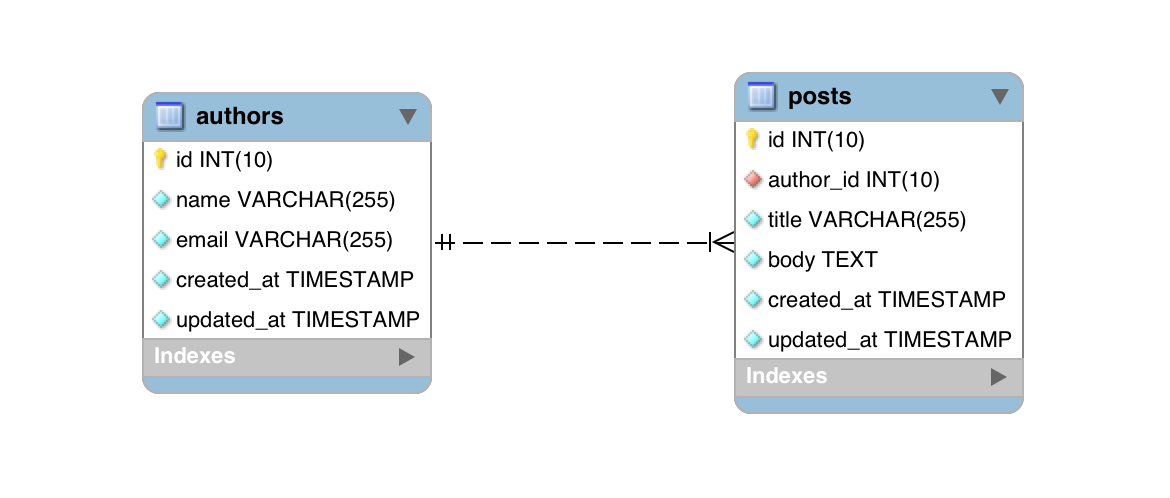 authors
id INT(10)
name VARCHAR(255)
email VARCHAR(255)
created_at TIMESTAMP
updated_at TIMESTAMP
Indexes
posts
id INT(10)
author_id INT(10)
title VARCHAR(255)
body TEXT
created_at TIMESTAMP
updated_at TIMESTAMP
Indexes